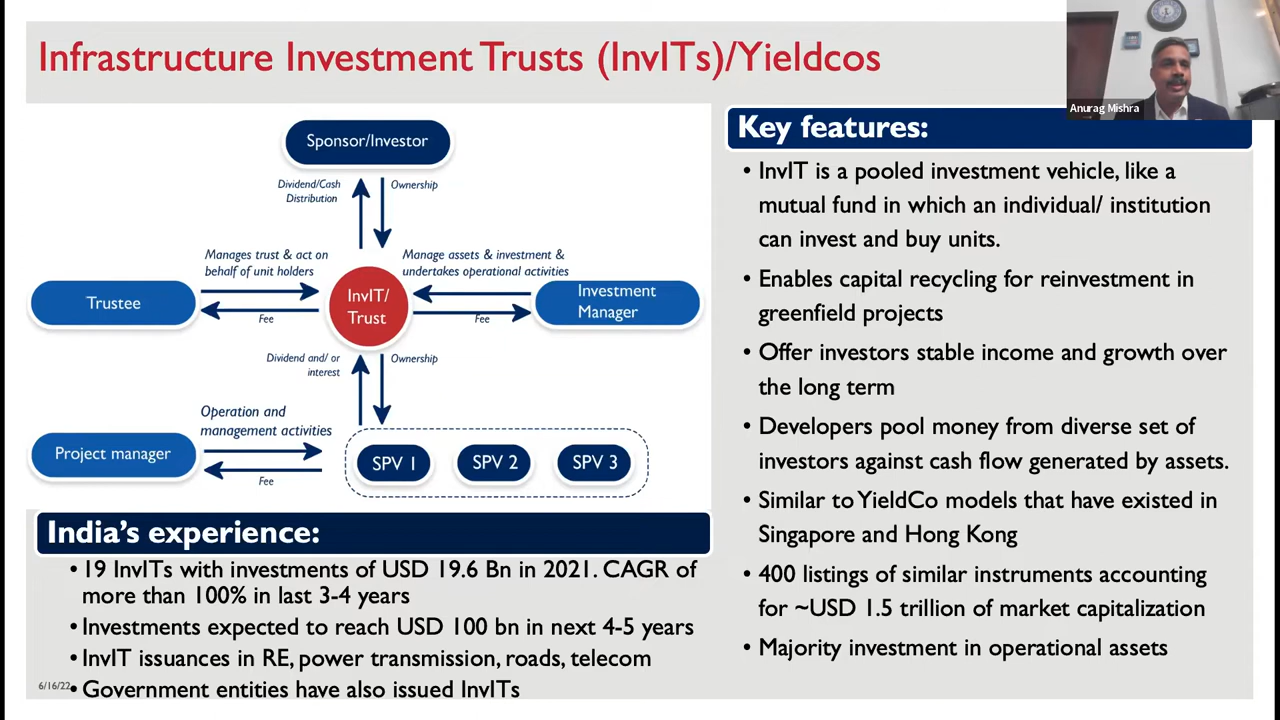 Infrastructure Investment Trusts (InvITs)/Yieldcos
Anurag Mishra
Sponsor/Investor
Dividend/Cash
Distribution
Ownership
Manages trust & act on
behalf of unit holders
Manage assets & investment &
undertakes operational activities
Trustee
Fee
InvIT/
Trust
Fee
Investment
Manager
Dividend and/ or
interest
Ownership
Operation and
management activities
Project manager
Fee
SPV 1
SPV 2
SPV 3
India's experience:
• 19 InvITs with investments of USD 19.6 Bn in 2021. CAGR of
more than 100% in last 3-4 years
• Investments expected to reach USD 100 bn in next 4-5 years
• InvIT issuances in RE, power transmission, roads, telecom
• Government entities have also issued InvITs
6/16/22
Key features:
• InvIT is a pooled investment vehicle, like a
mutual fund in which an individual/ institution
can invest and buy units.
• Enables capital recycling for reinvestment in
greenfield projects
• Offer investors stable income and growth over
the long term
• Developers pool money from diverse set of
investors against cash flow generated by assets.
• Similar to YieldCo models that have existed in
Singapore and Hong Kong
• 400 listings of similar instruments accounting
for ~USD 1.5 trillion of market capitalization
• Majority investment in operational assets